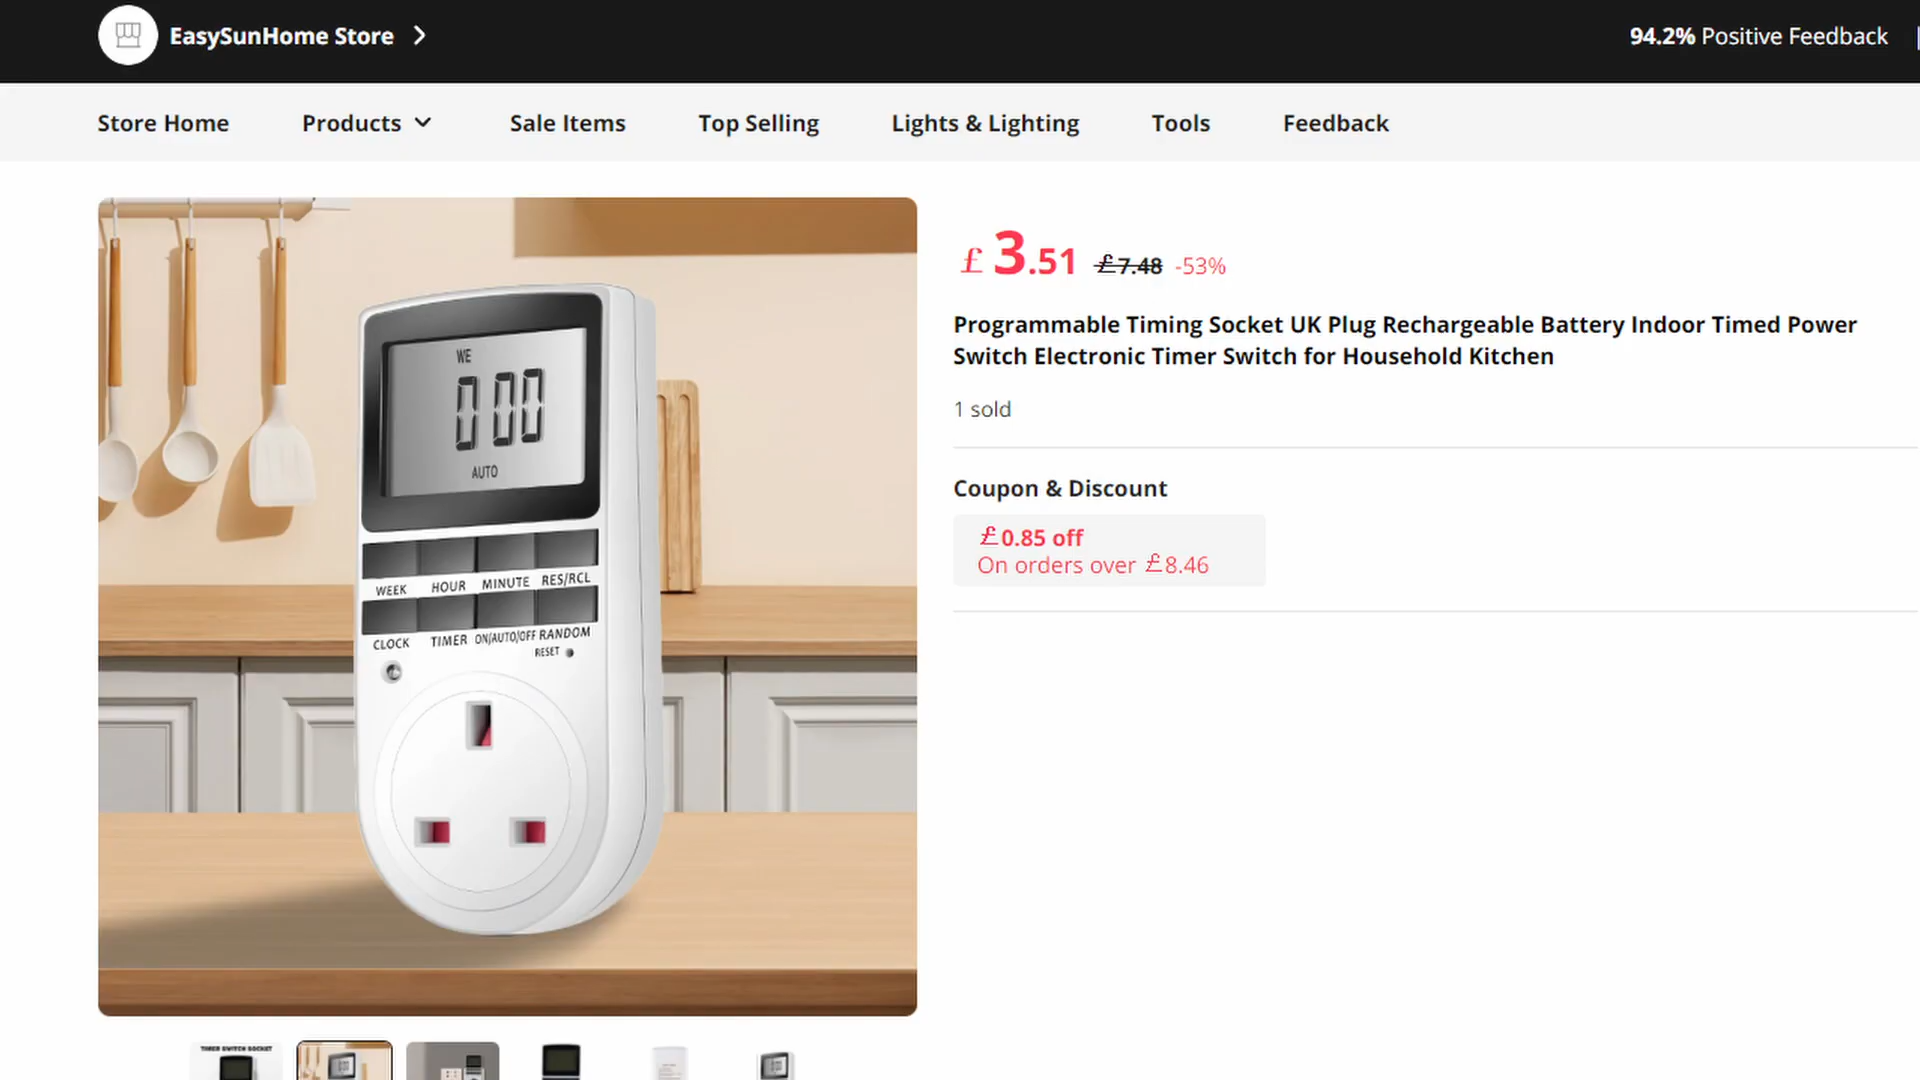 EasySunHome Store
94.2% Positive Feedback
Store Home
Products
Sale Items
Top Selling
Lights & Lighting
Tools
Feedback
WE
0:00
AUTO
WEEK HOUR MINUTE RES/RCL
CLOCK TIMER ON/AUTO/OFF RANDOM
RESET
£3.51 £7.48 -53%
Programmable Timing Socket UK Plug Rechargeable Battery Indoor Timed Power
Switch Electronic Timer Switch for Household Kitchen
1 sold
Coupon & Discount
£0.85 off
On orders over £8.46
TIMER SWITCH SOCKET